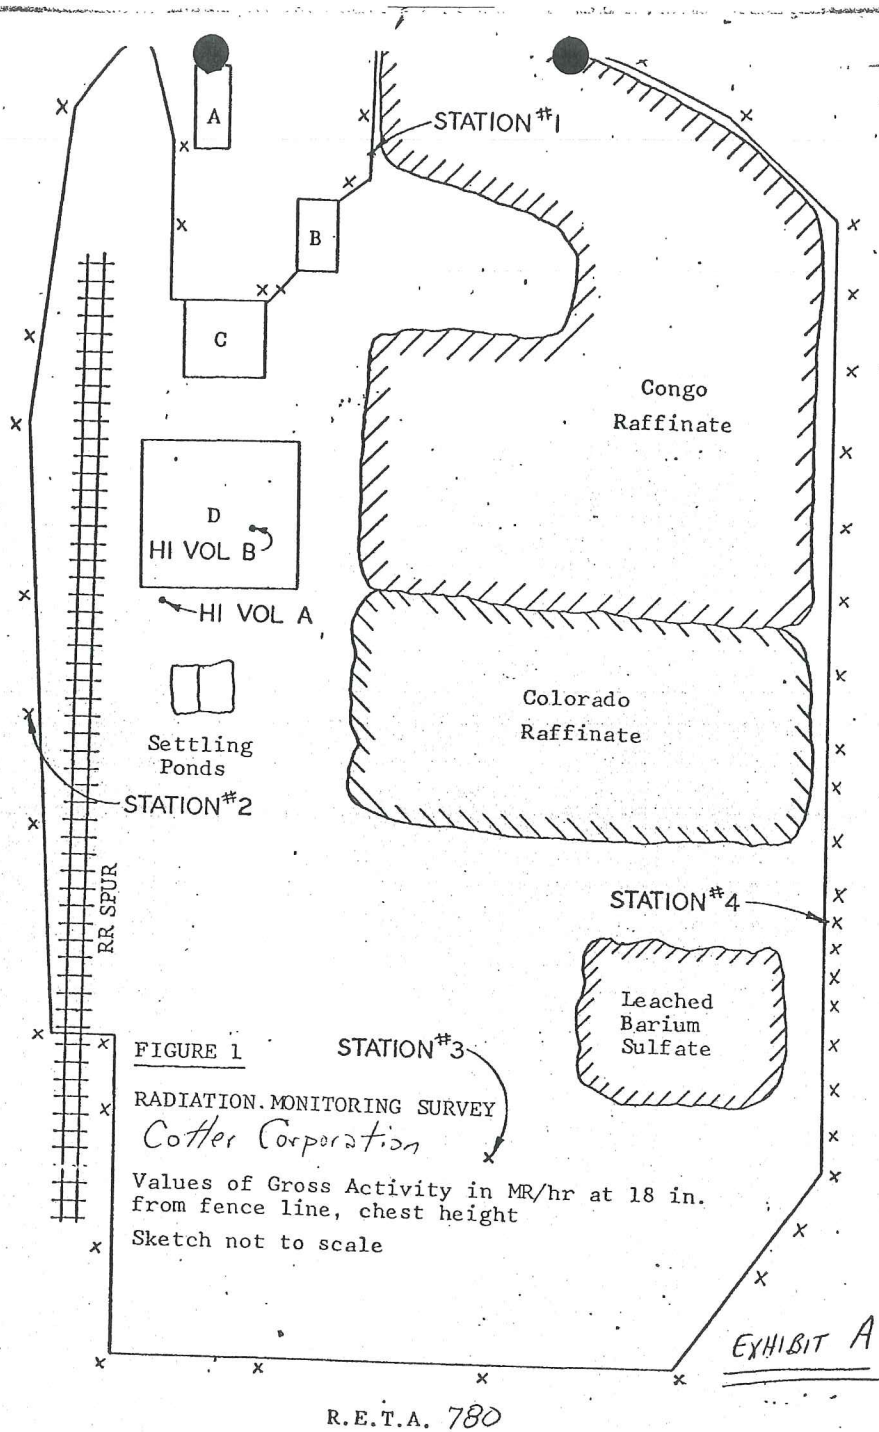 A
STATION #1
B
C
Congo
Raffinate
D
HI VOL B
HI VOL A
Colorado
Raffinate
Settling
Ponds
STATION #2
RR SPUR
STATION #4
Leached
Barium
Sulfate
FIGURE 1
STATION #3
RADIATION MONITORING SURVEY
Cotter Corporation
Values of Gross Activity in MR/hr at 18 in.
from fence line, chest height
Sketch not to scale
EXHIBIT A
R.E.T.A. 780